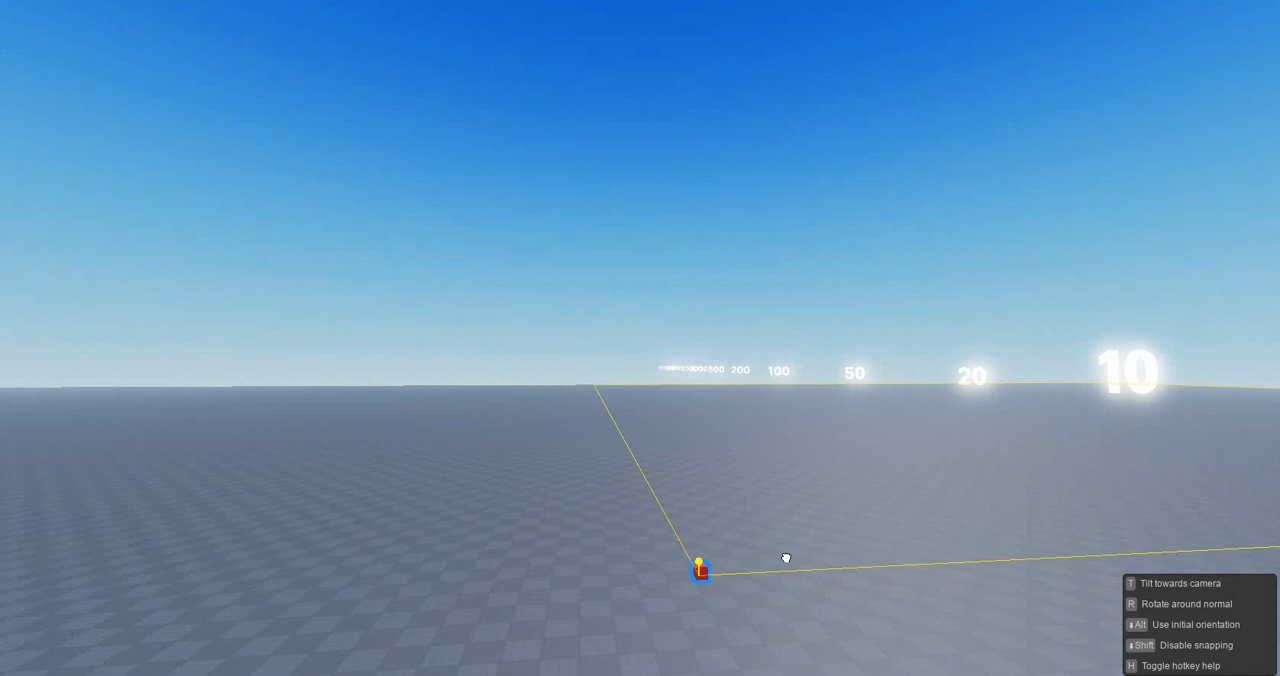 500 200 100 50 20 10
T Tilt towards camera
R Rotate around normal
⬍Alt Use initial orientation
⬍Shift Disable snapping
H Toggle hotkey help